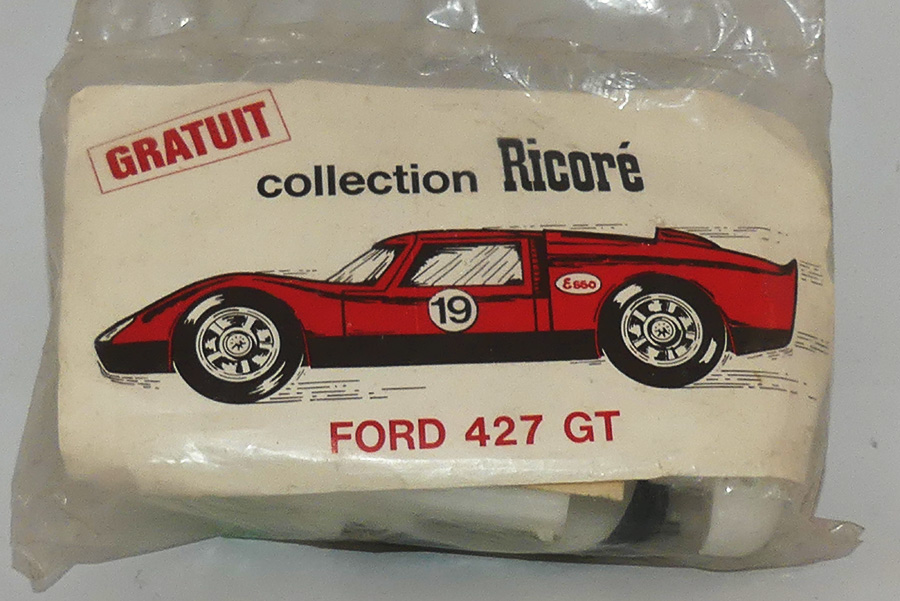 GRATUIT
collection Ricoré
19
Esso
FORD 427 GT